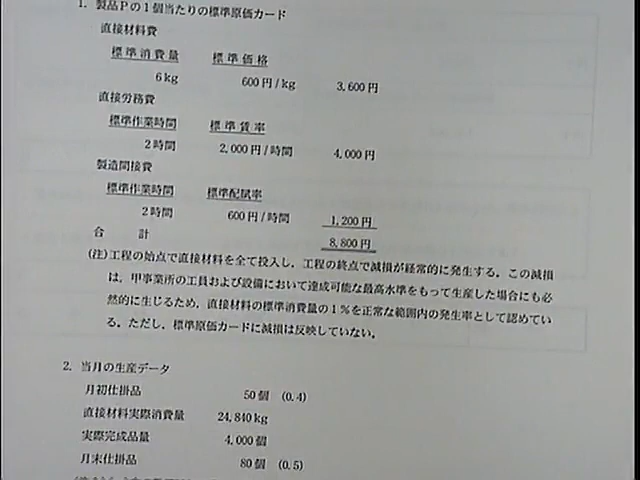 1. 製品Pの1個当たりの標準原価カード
直接材料費
標準消費量 標準価格
6kg 600円/kg 3,600円
直接労務費
標準作業時間 標準賃率
2時間 2,000円/時間 4,000円
製造間接費
標準作業時間 標準配賦率
2時間 600円/時間 1,200円
合 計 8,800円
(注)工程の始点で直接材料を全て投入し、工程の終点で減損が経常的に発生する。この減損
は、甲事業所の工員および設備において達成可能な最高水準をもって生産した場合にも必
然的に生じるため、直接材料の標準消費量の1%を正常な範囲内の発生率として認めてい
る。ただし、標準原価カードに減損は反映していない。
2. 当月の生産データ
月初仕掛品 50個 (0.4)
直接材料実際消費量 24,840kg
実際完成品量 4,000個
月末仕掛品 80個 (0.5)